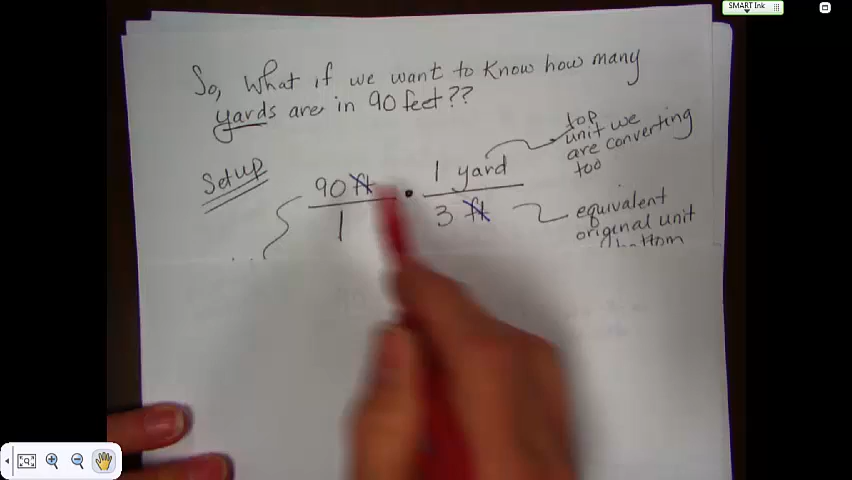 SMART Ink
So, What if we want to know how many
yards are in 90 feet??
Setup
90 ft • 1 yard
1 3 ft
top
unit we
are converting
too
equivalent
original unit
bottom